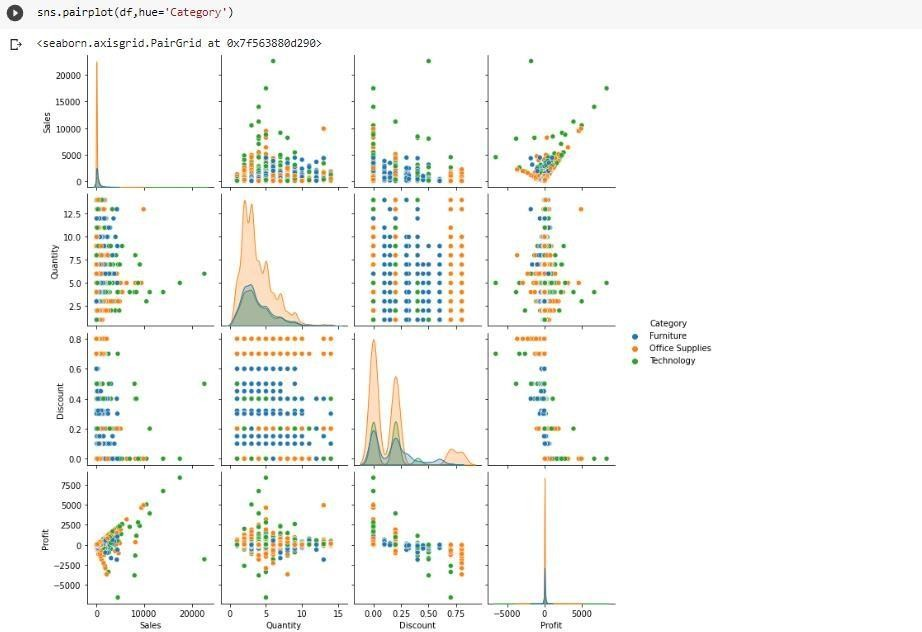 sns.pairplot(df,hue='Category')
<seaborn.axisgrid.PairGrid at 0x7f563880d290>
20000
15000
10000
5000
0
Sales
12.5
10.0
7.5
5.0
2.5
Quantity
Category
Furniture
Office Supplies
Technology
0.8
0.6
0.4
0.2
0.0
Discount
7500
5000
2500
0
−2500
−5000
Profit
0 10000 20000
Sales
0 5 10 15
Quantity
0.00 0.25 0.50 0.75
Discount
−5000 0 5000
Profit